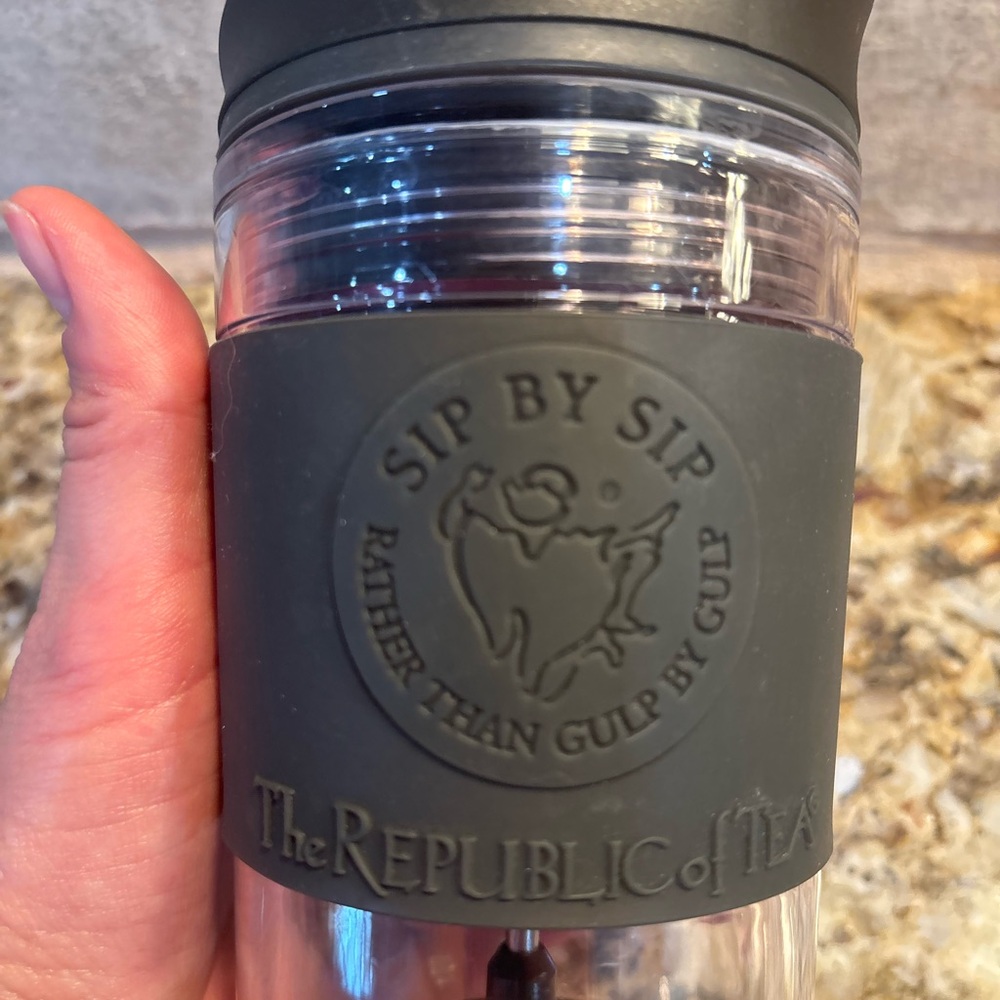 SIP BY SIP
RATHER THAN GULP BY GULP
The REPUBLIC of TEA®